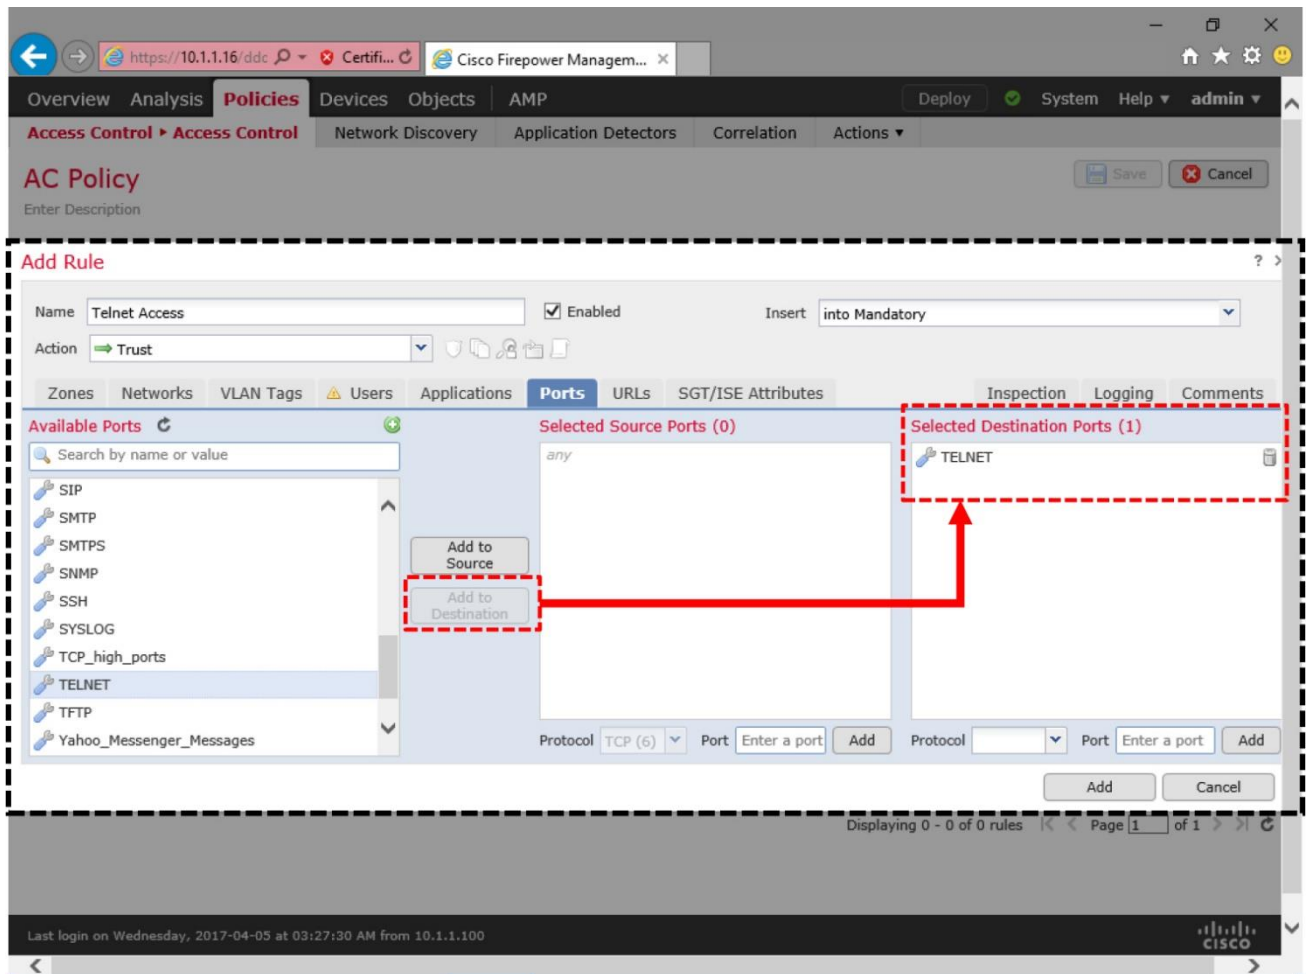 https://10.1.1.16/ddc Certifi... Cisco Firepower Managem...
Overview Analysis Policies Devices Objects AMP Deploy System Help admin
Access Control ▸ Access Control Network Discovery Application Detectors Correlation Actions
AC Policy Save Cancel
Enter Description
Add Rule ?
Name Telnet Access Enabled Insert into Mandatory
Action Trust
Zones Networks VLAN Tags Users Applications Ports URLs SGT/ISE Attributes Inspection Logging Comments
Available Ports Selected Source Ports (0) Selected Destination Ports (1)
Search by name or value any TELNET
SIP
SMTP
SMTPS
SNMP
SSH
SYSLOG
TCP_high_ports
TELNET
TFTP
Yahoo_Messenger_Messages
Add to
Source
Add to
Destination
Protocol TCP (6) Port Enter a port Add Protocol Port Enter a port Add
Add Cancel
Displaying 0 - 0 of 0 rules Page 1 of 1
Last login on Wednesday, 2017-04-05 at 03:27:30 AM from 10.1.1.100
CISCO